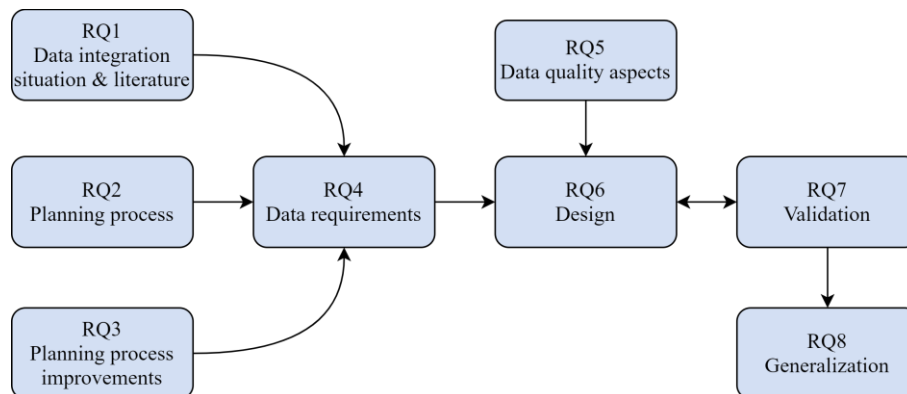 RQ1
Data integration
situation & literature
RQ5
Data quality aspects
RQ2
Planning process
RQ4
Data requirements
RQ6
Design
RQ7
Validation
RQ3
Planning process
improvements
RQ8
Generalization